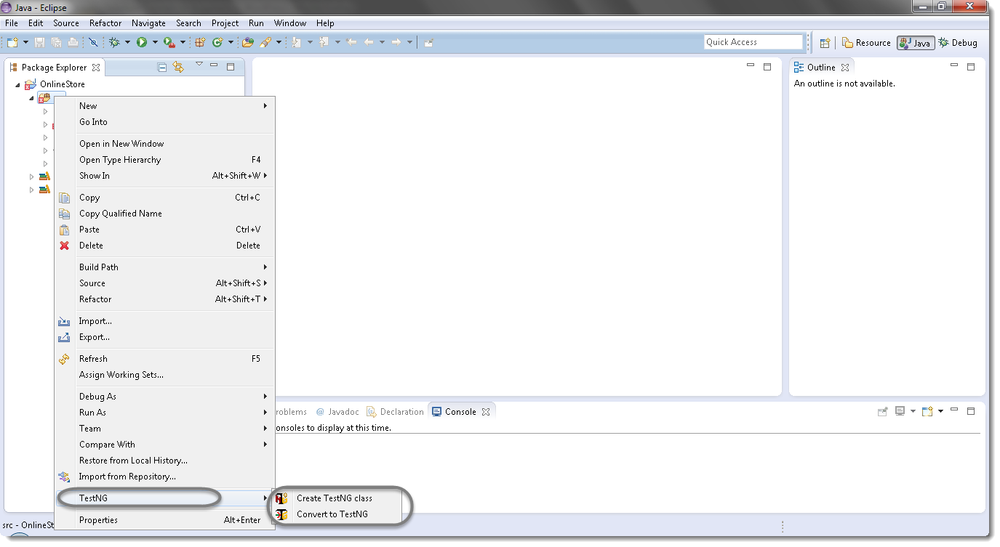 Java - Eclipse
File Edit Source Refactor Navigate Search Project Run Window Help
Quick Access
Resource
Java
Debug
Package Explorer
Outline
OnlineStore
An outline is not available.
New
Go Into
Open in New Window
Open Type Hierarchy F4
Show In Alt+Shift+W
Copy Ctrl+C
Copy Qualified Name
Paste Ctrl+V
Delete Delete
Build Path
Source Alt+Shift+S
Refactor Alt+Shift+T
Import...
Export...
Refresh F5
Assign Working Sets...
Debug As
Run As
Team
Compare With
Restore from Local History...
Import from Repository...
TestNG
Properties Alt+Enter
Create TestNG class
Convert to TestNG
roblems @ Javadoc Declaration Console
onsoles to display at this time.
src - OnlineSt